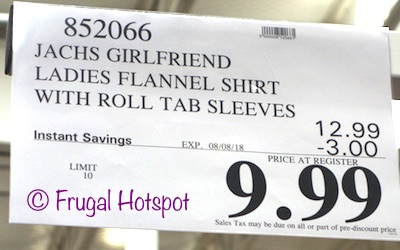 852066
JACHS GIRLFRIEND
LADIES FLANNEL SHIRT
WITH ROLL TAB SLEEVES
12.99
Instant Savings EXP. 08/08/18 -3.00
PRICE AT REGISTER
LIMIT
10
9.99
© Frugal Hotspot
Sales Tax may be due on all or part of pre-discount price